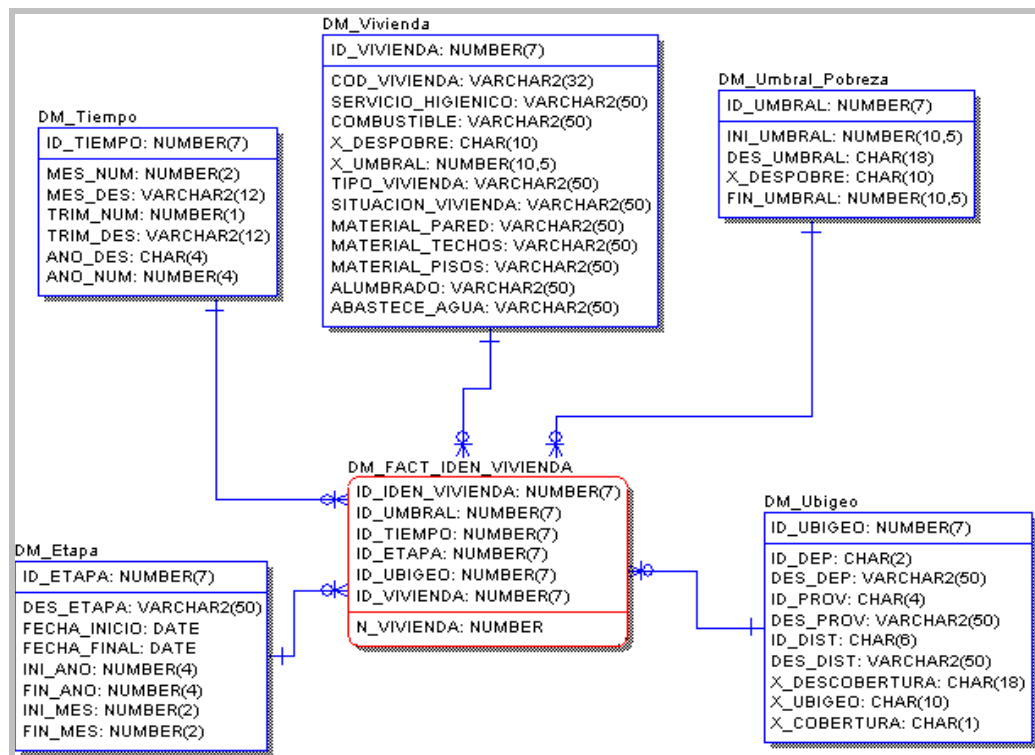 DM_Vivienda
ID_VIVIENDA: NUMBER(7)
COD_VIVIENDA: VARCHAR2(32)
SERVICIO_HIGIENICO: VARCHAR2(50)
COMBUSTIBLE: VARCHAR2(50)
X_DESPOBRE: CHAR(10)
X_UMBRAL: NUMBER(10,5)
TIPO_VIVIENDA: VARCHAR2(50)
SITUACION_VIVIENDA: VARCHAR2(50)
MATERIAL_PARED: VARCHAR2(50)
MATERIAL_TECHOS: VARCHAR2(50)
MATERIAL_PISOS: VARCHAR2(50)
ALUMBRADO: VARCHAR2(50)
ABASTECE_AGUA: VARCHAR2(50)
DM_Umbral_Pobreza
ID_UMBRAL: NUMBER(7)
INI_UMBRAL: NUMBER(10,5)
DES_UMBRAL: CHAR(18)
X_DESPOBRE: CHAR(10)
FIN_UMBRAL: NUMBER(10,5)
DM_Tiempo
ID_TIEMPO: NUMBER(7)
MES_NUM: NUMBER(2)
MES_DES: VARCHAR2(12)
TRIM_NUM: NUMBER(1)
TRIM_DES: VARCHAR2(12)
ANO_DES: CHAR(4)
ANO_NUM: NUMBER(4)
DM_FACT_IDEN_VIVIENDA
ID_IDEN_VIVIENDA: NUMBER(7)
ID_UMBRAL: NUMBER(7)
ID_TIEMPO: NUMBER(7)
ID_ETAPA: NUMBER(7)
ID_UBIGEO: NUMBER(7)
ID_VIVIENDA: NUMBER(7)
N_VIVIENDA: NUMBER
DM_Etapa
ID_ETAPA: NUMBER(7)
DES_ETAPA: VARCHAR2(50)
FECHA_INICIO: DATE
FECHA_FINAL: DATE
INI_ANO: NUMBER(4)
FIN_ANO: NUMBER(4)
INI_MES: NUMBER(2)
FIN_MES: NUMBER(2)
DM_Ubigeo
ID_UBIGEO: NUMBER(7)
ID_DEP: CHAR(2)
DES_DEP: VARCHAR2(50)
ID_PROV: CHAR(4)
DES_PROV: VARCHAR2(50)
ID_DIST: CHAR(6)
DES_DIST: VARCHAR2(50)
X_DESCOBERTURA: CHAR(18)
X_UBIGEO: CHAR(10)
X_COBERTURA: CHAR(1)